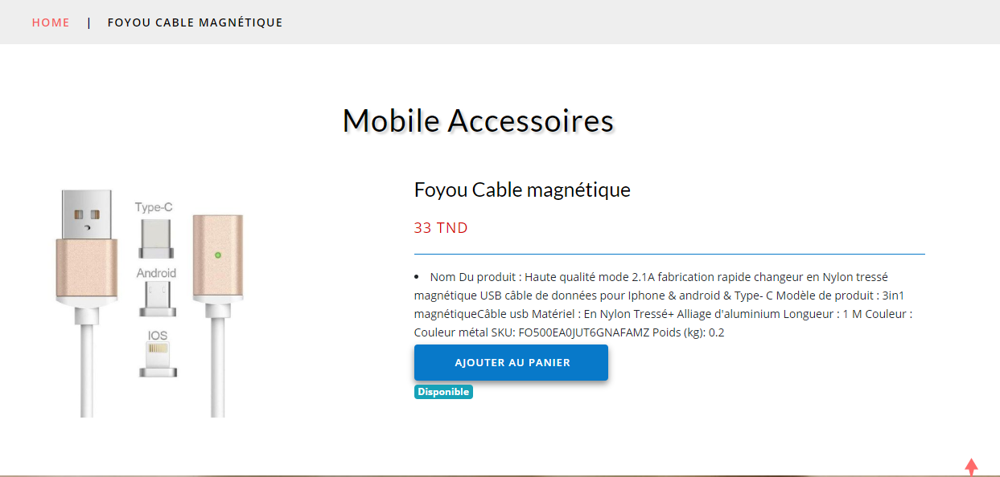 HOME | FOYOU CABLE MAGNÉTIQUE
Mobile Accessoires
Type-C
Android
IOS
Foyou Cable magnétique
33 TND
• Nom Du produit : Haute qualité mode 2.1A fabrication rapide changeur en Nylon tressé
magnétique USB câble de données pour Iphone & android & Type- C Modèle de produit : 3in1
magnétiqueCâble usb Matériel : En Nylon Tressé+ Alliage d'aluminium Longueur : 1 M Couleur :
Couleur métal SKU: FO500EA0JUT6GNAFAMZ Poids (kg): 0.2
AJOUTER AU PANIER
Disponible